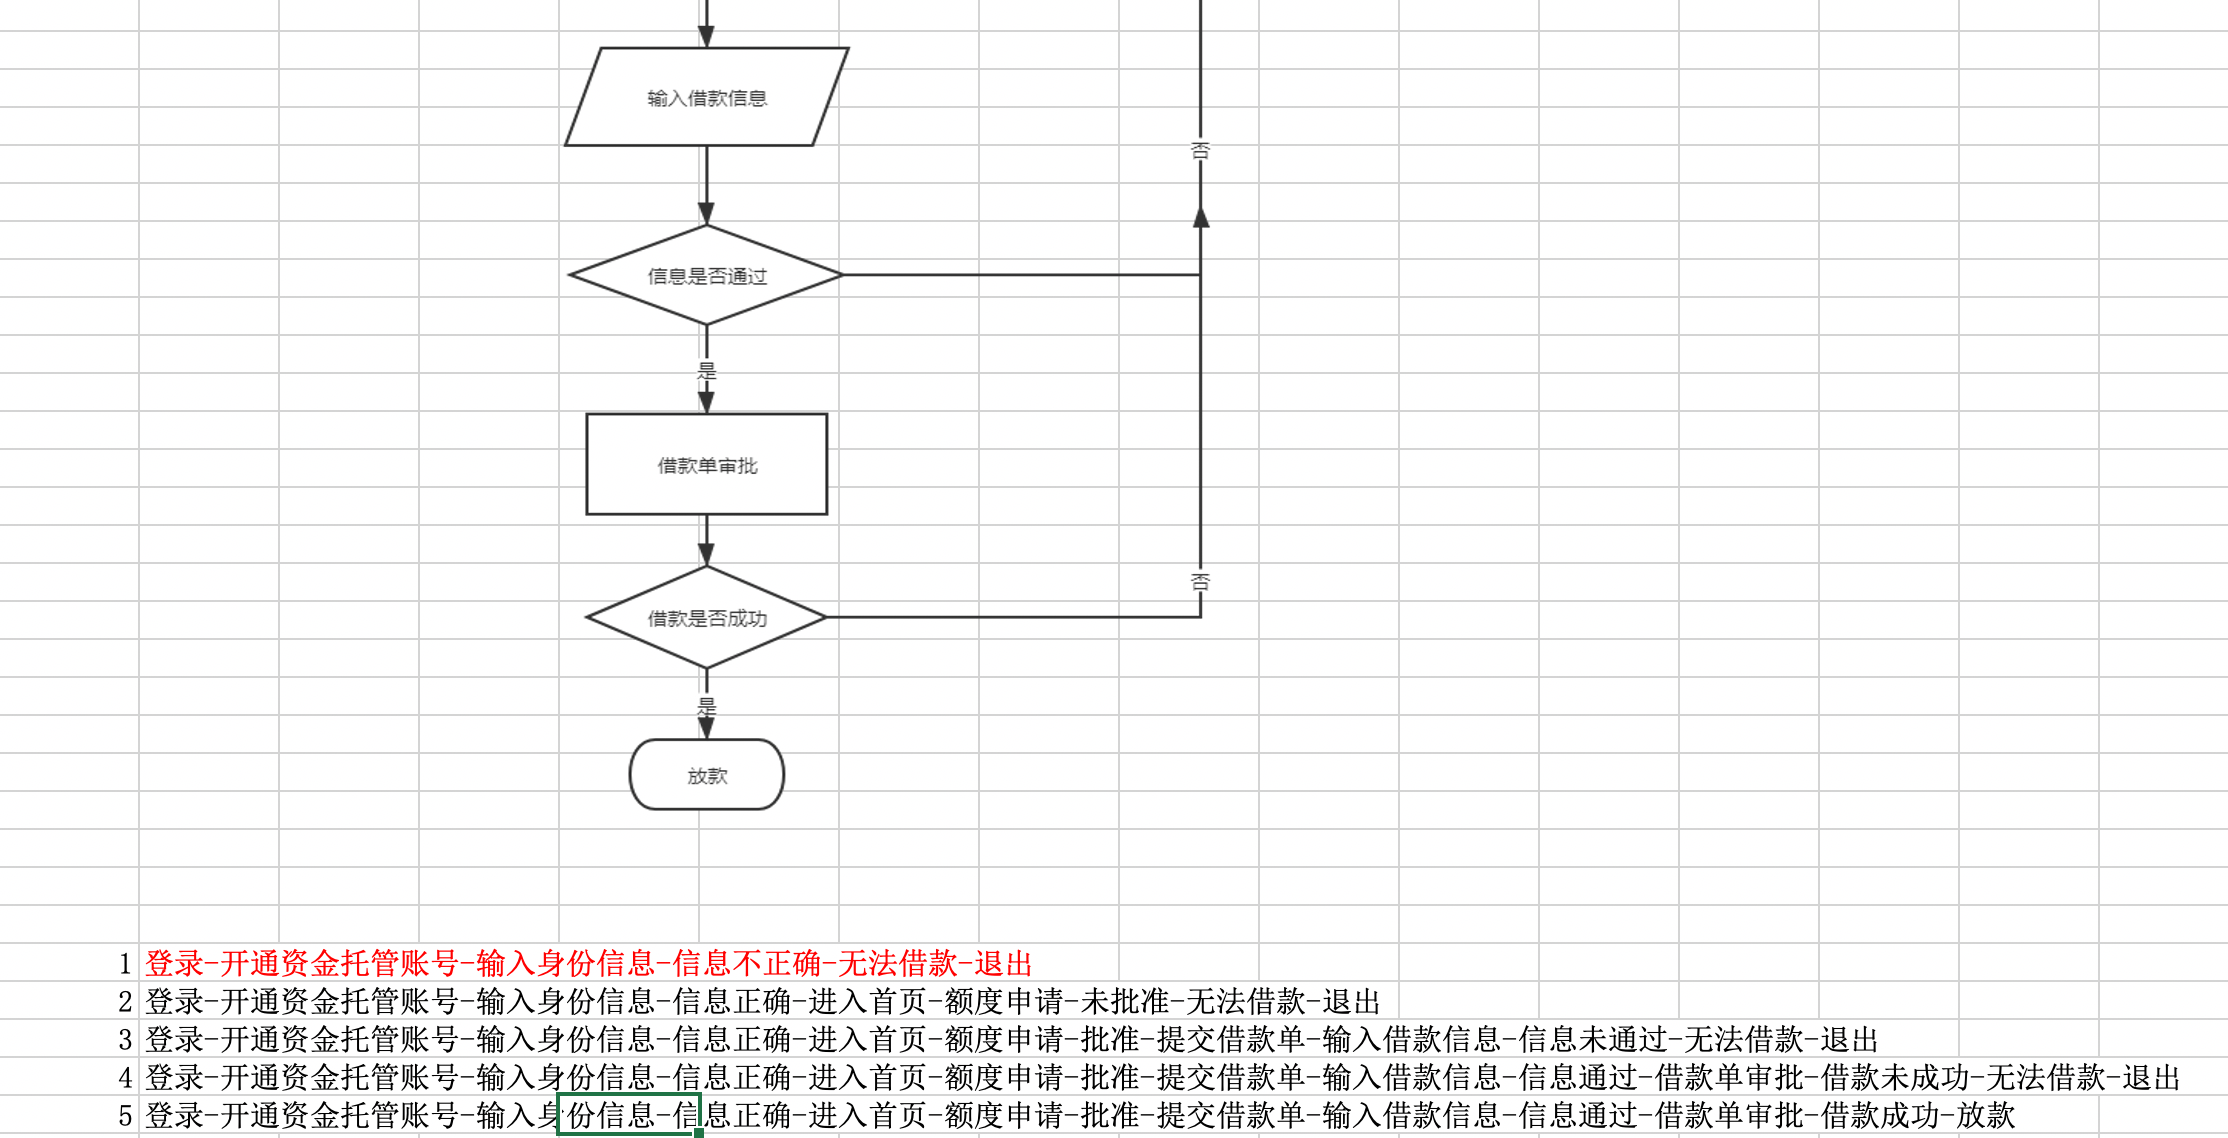 输入借款信息
否
信息是否通过
是
借款单审批
否
借款是否成功
是
放款
1 登录-开通资金托管账号-输入身份信息-信息不正确-无法借款-退出
2 登录-开通资金托管账号-输入身份信息-信息正确-进入首页-额度申请-未批准-无法借款-退出
3 登录-开通资金托管账号-输入身份信息-信息正确-进入首页-额度申请-批准-提交借款单-输入借款信息-信息未通过-无法借款-退出
4 登录-开通资金托管账号-输入身份信息-信息正确-进入首页-额度申请-批准-提交借款单-输入借款信息-信息通过-借款单审批-借款未成功-无法借款-退出
5 登录-开通资金托管账号-输入身份信息-信息正确-进入首页-额度申请-批准-提交借款单-输入借款信息-信息通过-借款单审批-借款成功-放款